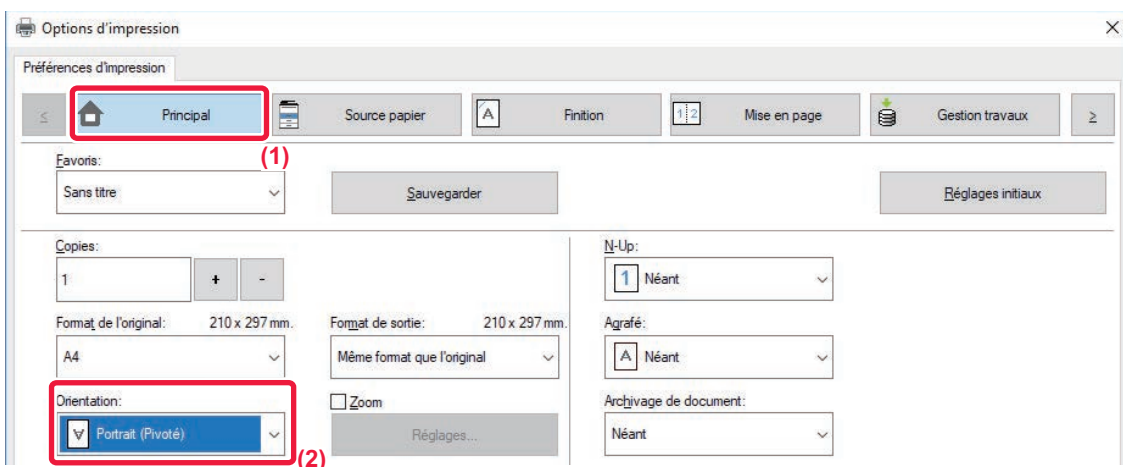 Options d'impression
Préférences d'impression
≤ Principal Source papier A Finition 1 2 Mise en page Gestion travaux ≥
(1)
Favoris:
Sans titre Sauvegarder Réglages initiaux
Copies: N-Up:
1 + - 1 Néant
Format de l'original: 210 x 297 mm. Format de sortie: 210 x 297 mm. Agrafé:
A4 Même format que l'original A Néant
Orientation: Zoom Archivage de document:
A Portrait (Pivoté) Réglages... Néant
(2)